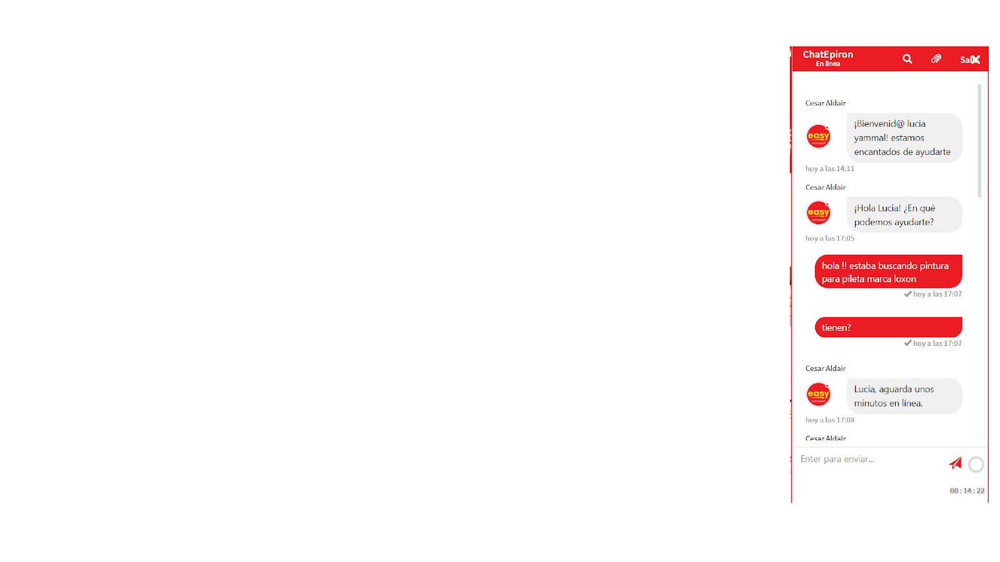 ChatEpiron
En linea
Cesar Aldair
¡Bienvenid@ lucia
yammal! estamos
encantados de ayudarte
easy
hoy a las 14:11
Cesar Aldair
¡Hola Lucia! ¿En qué
podemos ayudarte?
easy
hoy a las 17:05
hola !! estaba buscando pintura
para pileta marca loxon
hoy a las 17:07
tienen?
hoy a las 17:07
Cesar Aldair
Lucia, aguarda unos
minutos en línea.
easy
hoy a las 17:08
Cesar Aldair
Enter para enviar...
00:14:22